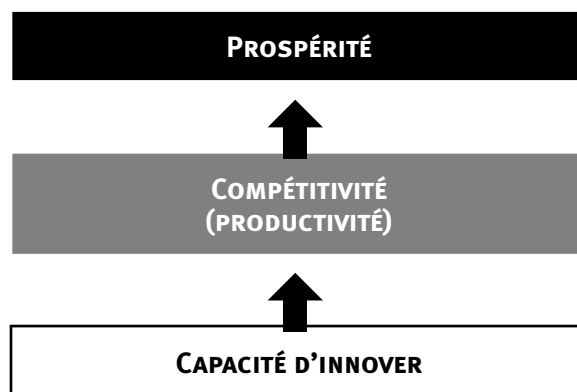 PROSPÉRITÉ
COMPÉTITIVITÉ
(PRODUCTIVITÉ)
CAPACITÉ D'INNOVER